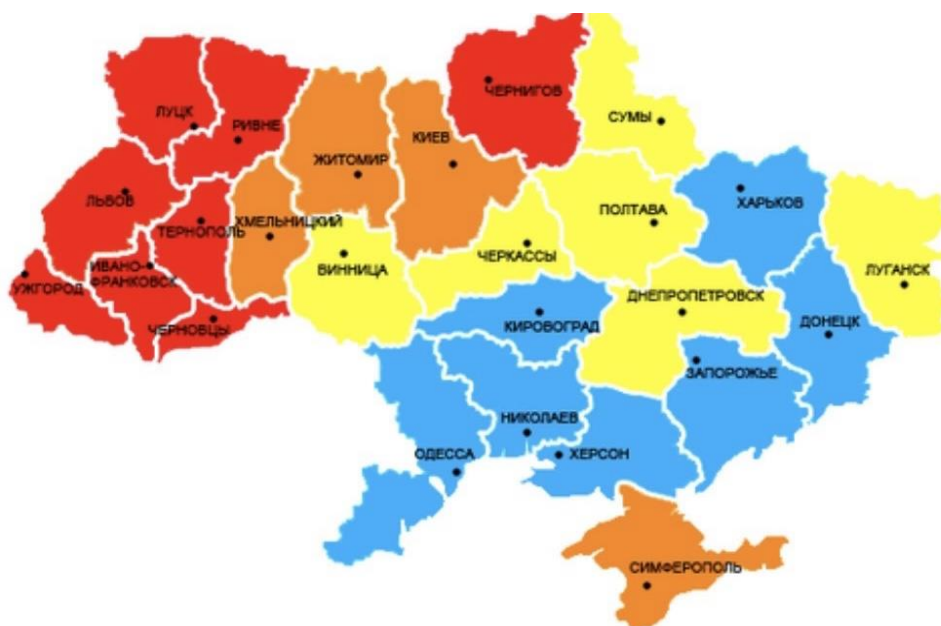 ЧЕРНИГОВ
ЛУЦК
РИВНЕ
СУМЫ
КИЕВ
ЖИТОМИР
ЛЬВОВ
ХАРЬКОВ
ПОЛТАВА
ХМЕЛЬНИЦКИЙ
ТЕРНОПОЛЬ
ЧЕРКАССЫ
ВИННИЦА
ИВАНО-
ФРАНКОВСК
ЛУГАНСК
УЖГОРОД
ДНЕПРОПЕТРОВСК
ЧЕРНОВЦЫ
КИРОВОГРАД
ДОНЕЦК
ЗАПОРОЖЬЕ
НИКОЛАЕВ
ОДЕССА
ХЕРСОН
СИМФЕРОПОЛЬ